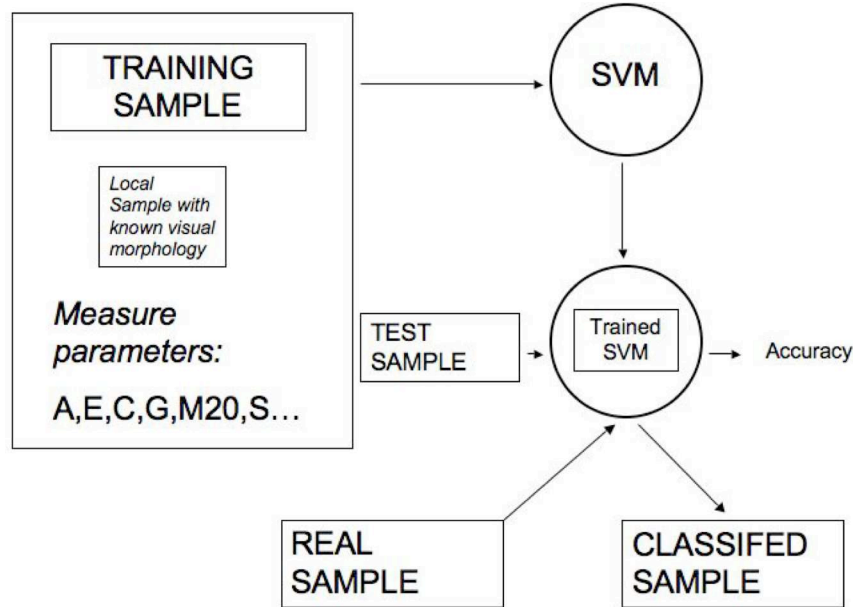 TRAINING
SAMPLE
SVM
Local
Sample with
known visual
morphology
Measure
parameters:
A,E,C,G,M20,S...
TEST
SAMPLE
Trained
SVM
Accuracy
REAL
SAMPLE
CLASSIFED
SAMPLE